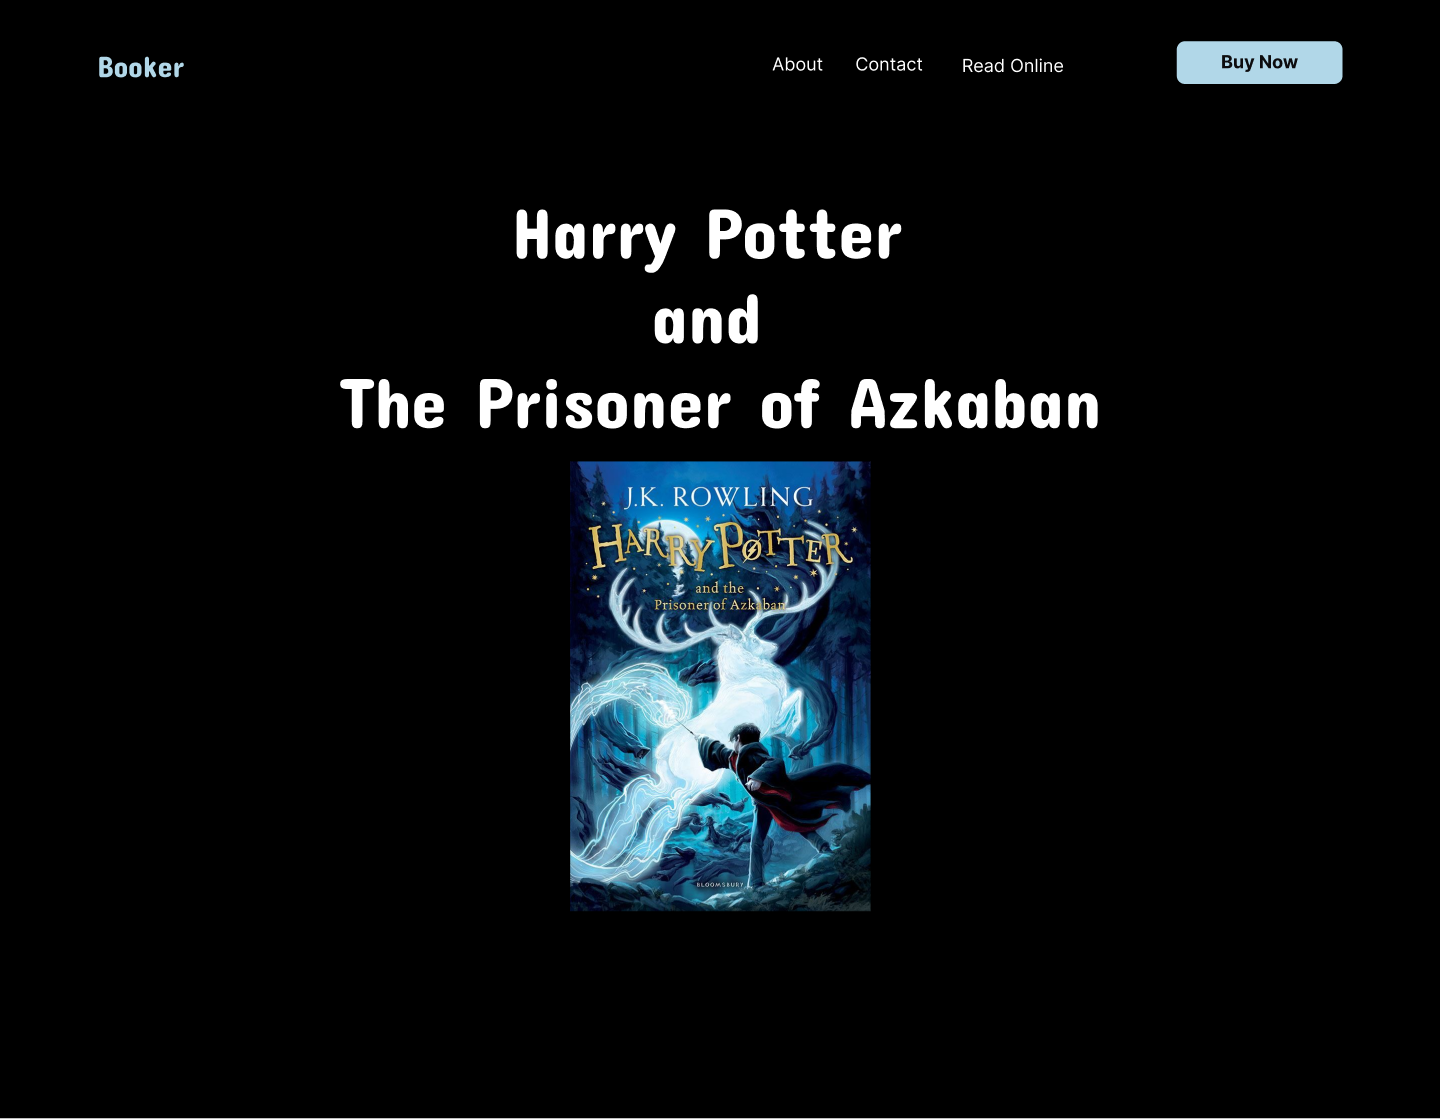 Booker
About Contact Read Online Buy Now
Harry Potter
and
The Prisoner of Azkaban
J.K. ROWLING
HARRY POTTER
and the
Prisoner of Azkaban
BLOOMSBURY